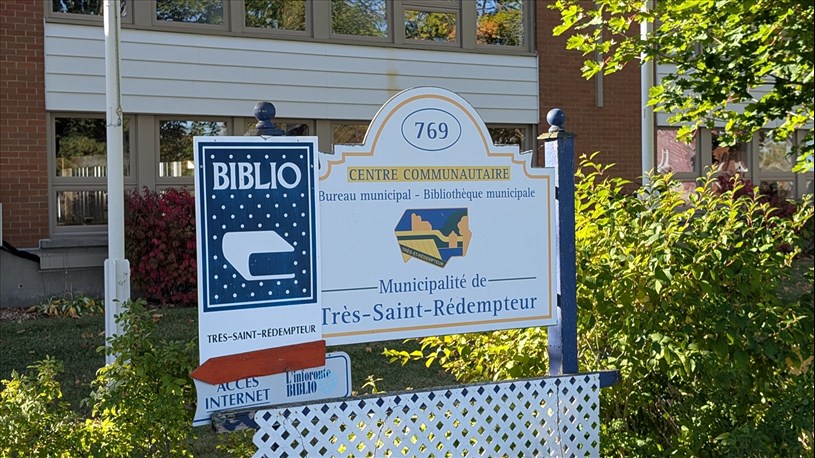 BIBLIO
TRÈS-SAINT-RÉDEMPTEUR
ACCÈS
INTERNET
L'inforoute
BIBLIO
769
CENTRE COMMUNAUTAIRE
Bureau municipal - Bibliothèque municipale
Municipalité de
Très-Saint-Rédempteur